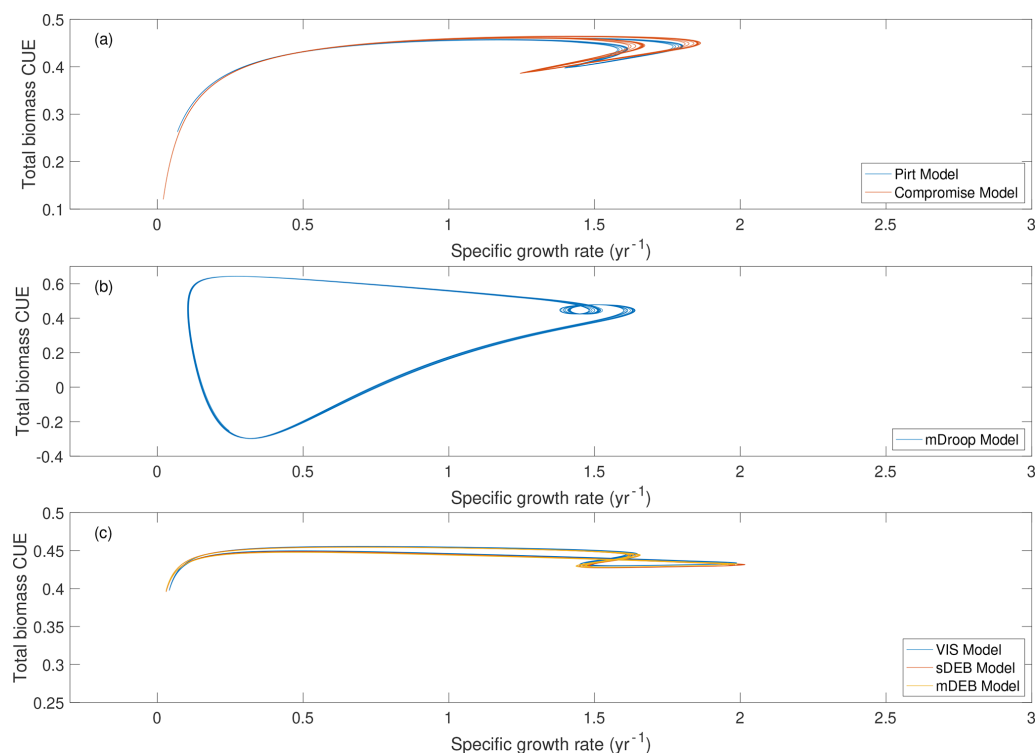 (a)
0.5
0.4
0.3
0.2
0.1
Total biomass CUE
Pirt Model
Compromise Model
0 0.5 1 1.5 2 2.5 3
Specific growth rate (yr-1)
(b)
0.6
0.4
0.2
0
-0.2
-0.4
Total biomass CUE
mDroop Model
0 0.5 1 1.5 2 2.5 3
Specific growth rate (yr-1)
(c)
0.5
0.45
0.4
0.35
0.3
0.25
Total biomass CUE
VIS Model
sDEB Model
mDEB Model
0 0.5 1 1.5 2 2.5 3
Specific growth rate (yr-1)